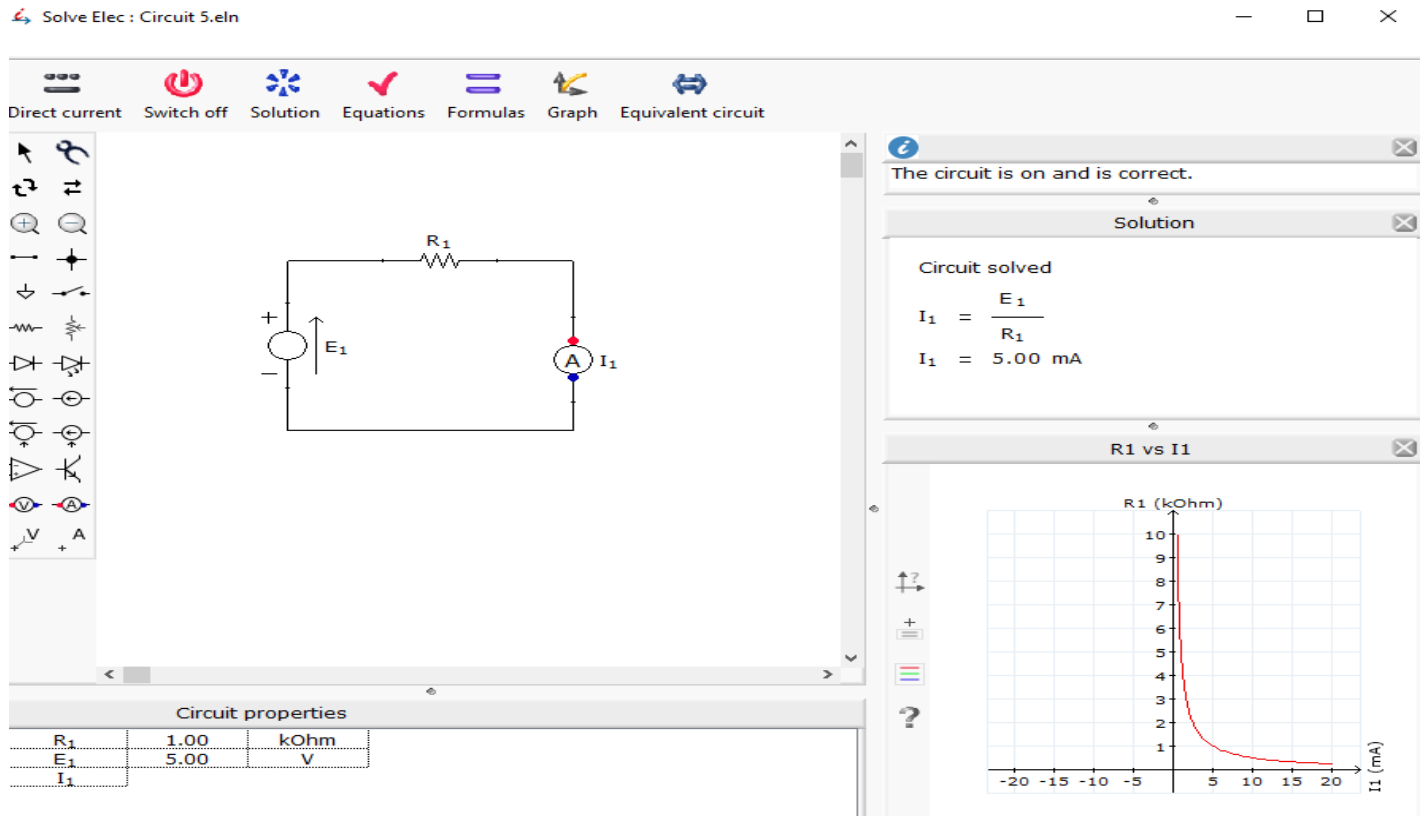 Solve Elec : Circuit 5.eln
Direct current Switch off Solution Equations Formulas Graph Equivalent circuit
The circuit is on and is correct.
Solution
Circuit solved
I₁ = E₁ / R₁
I₁ = 5.00 mA
R₁
+
E₁
−
A I₁
V A
V A
+ +
R1 vs I1
R1 (kOhm)
10
9
8
7
6
5
4
3
2
1
-20 -15 -10 -5 5 10 15 20
I1 (mA)
?
Circuit properties
R₁ 1.00 kOhm
E₁ 5.00 V
I₁